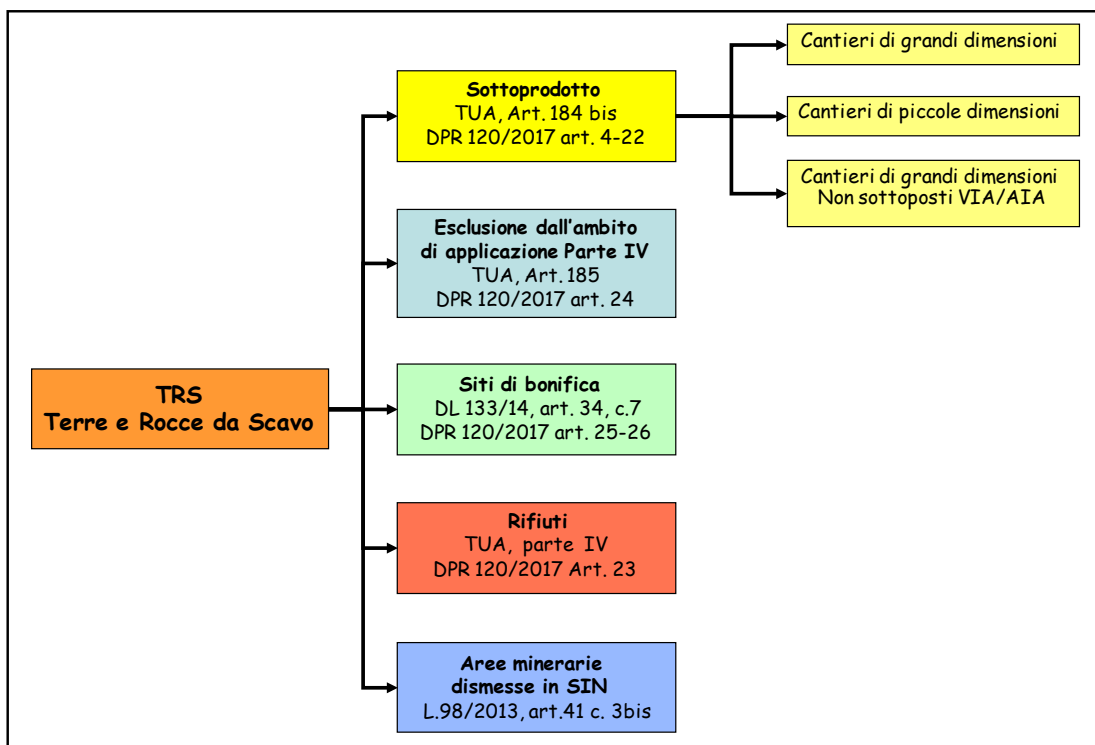 TRS
Terre e Rocce da Scavo
Sottoprodotto
TUA, Art. 184 bis
DPR 120/2017 art. 4-22
Esclusione dall'ambito
di applicazione Parte IV
TUA, Art. 185
DPR 120/2017 art. 24
Siti di bonifica
DL 133/14, art. 34, c.7
DPR 120/2017 art. 25-26
Rifiuti
TUA, parte IV
DPR 120/2017 Art. 23
Aree minerarie
dismesse in SIN
L.98/2013, art.41 c. 3bis
Cantieri di grandi dimensioni
Cantieri di piccole dimensioni
Cantieri di grandi dimensioni
Non sottoposti VIA/AIA